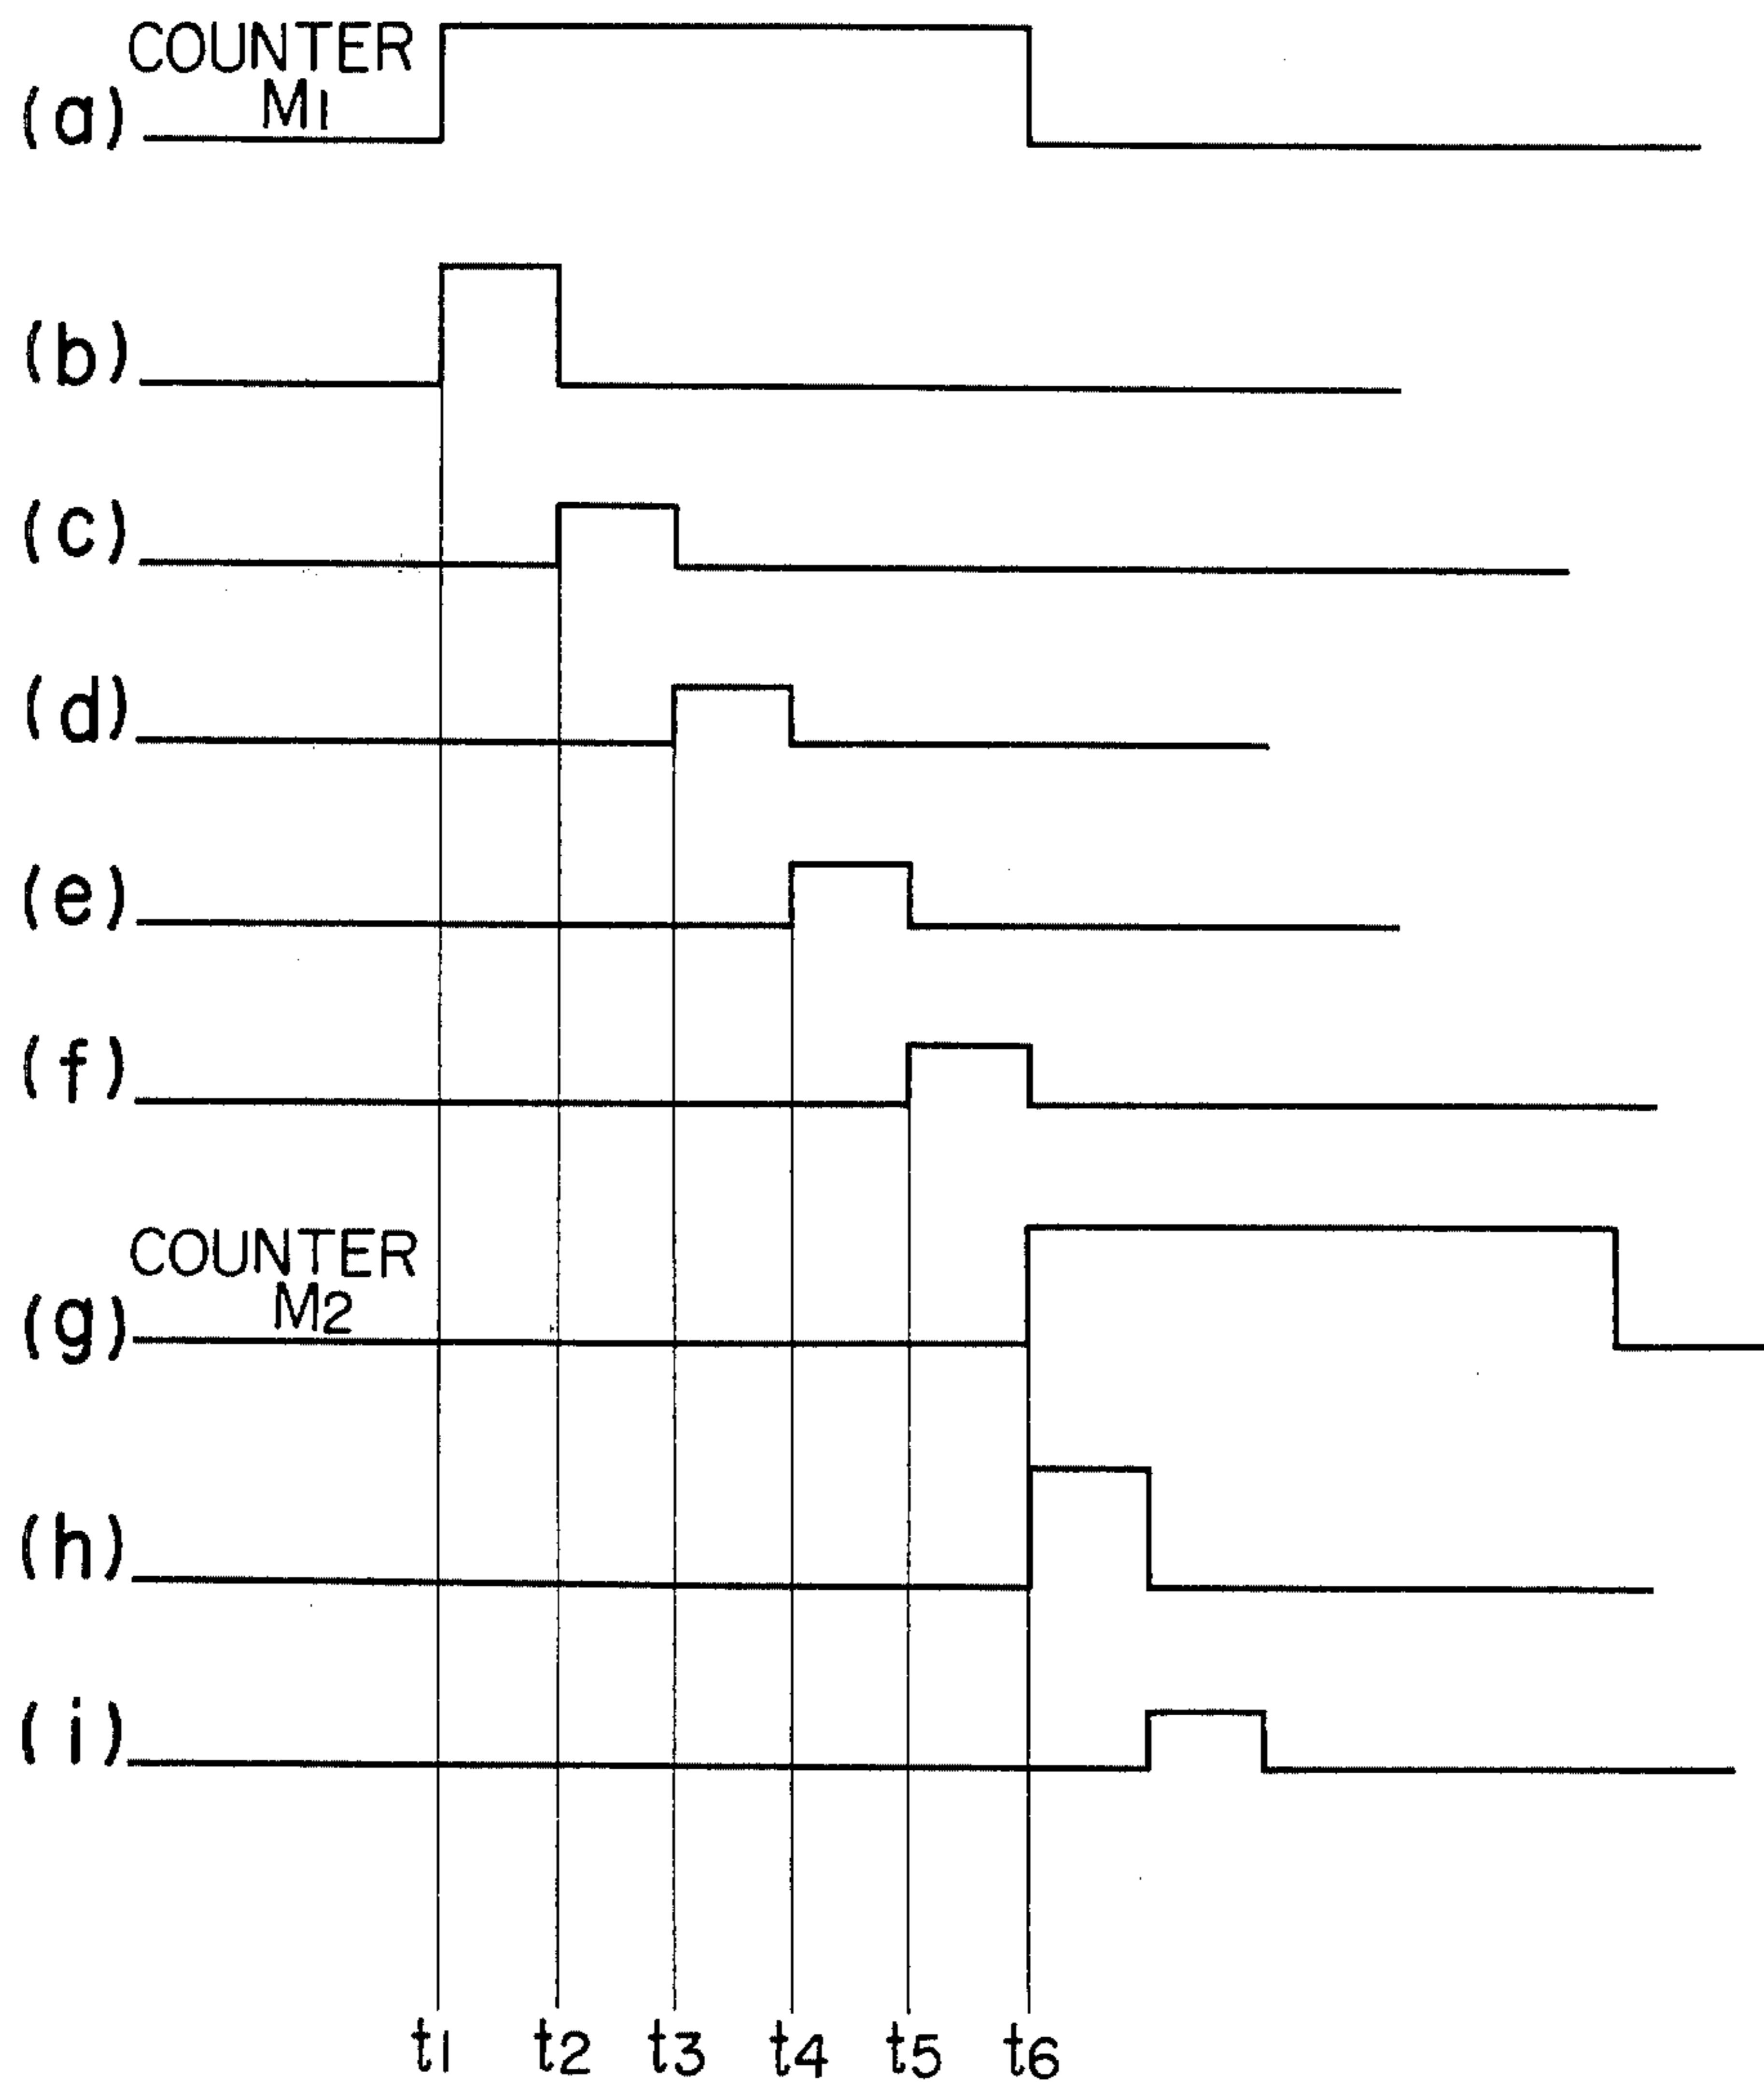 COUNTER
(a) M1
(b)
(c)
(d)
(e)
(f)
COUNTER
(g) M2
(h)
(i)
t1 t2 t3 t4 t5 t6